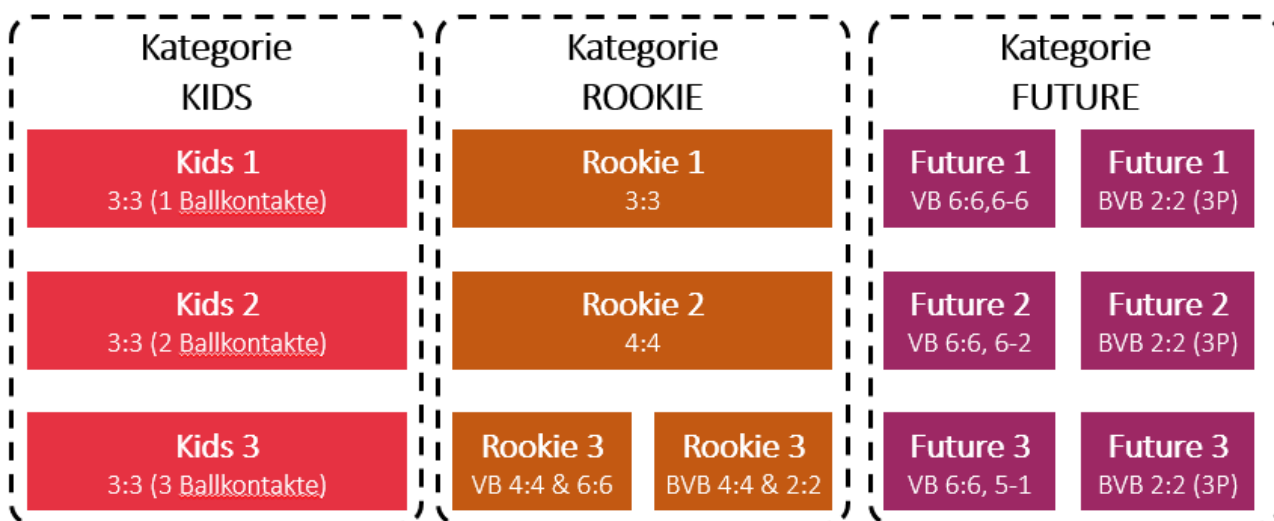 Kategorie
KIDS
Kids 1
3:3 (1 Ballkontakte)
Kids 2
3:3 (2 Ballkontakte)
Kids 3
3:3 (3 Ballkontakte)
Kategorie
ROOKIE
Rookie 1
3:3
Rookie 2
4:4
Rookie 3
VB 4:4 & 6:6
Rookie 3
BVB 4:4 & 2:2
Kategorie
FUTURE
Future 1
VB 6:6,6-6
Future 1
BVB 2:2 (3P)
Future 2
VB 6:6, 6-2
Future 2
BVB 2:2 (3P)
Future 3
VB 6:6, 5-1
Future 3
BVB 2:2 (3P)